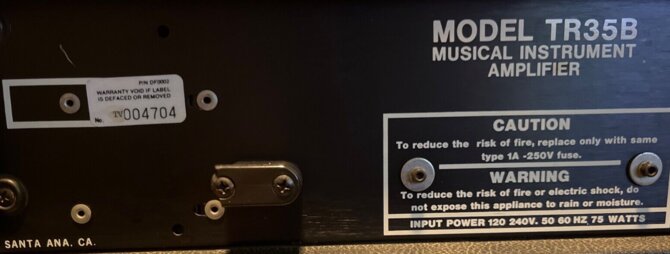 MODEL TR35B
MUSICAL INSTRUMENT
AMPLIFIER
P/N DF0002
WARRANTY VOID IF LABEL
IS DEFACED OR REMOVED
No. TV004704
CAUTION
To reduce the risk of fire, replace only with same
type 1A -250V fuse.
WARNING
To reduce the risk of fire or electric shock, do
not expose this appliance to rain or moisture.
INPUT POWER 120 240V. 50 60 HZ, 75 WATTS
SANTA ANA, CA.